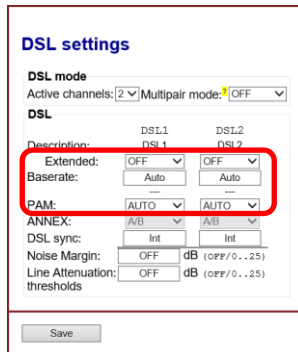 DSL settings
DSL mode
Active channels: 2 Multipair mode:? OFF
DSL
DSL1 DSL2
Description: DSL1 DSL2
Extended: OFF OFF
Baserate: Auto Auto
--- ---
PAM: AUTO AUTO
ANNEX: A/B A/B
DSL sync: Int Int
Noise Margin: OFF dB (OFF/0..25)
Line Attenuation: OFF dB (OFF/0..25)
thresholds
Save